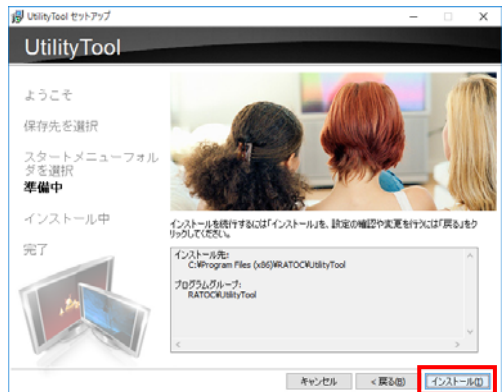 UtilityTool セットアップ
UtilityTool
ようこそ
保存先を選択
スタートメニューフォル
ダを選択
準備中
インストール中
完了
インストールを続行するには「インストール」を、設定の確認や変更を行うには「戻る」をク
リックしてください。
インストール先:
C:¥Program Files (x86)¥RATOC¥UtilityTool
プログラムグループ:
RATOC¥UtilityTool
キャンセル
< 戻る(B)
インストール(I)